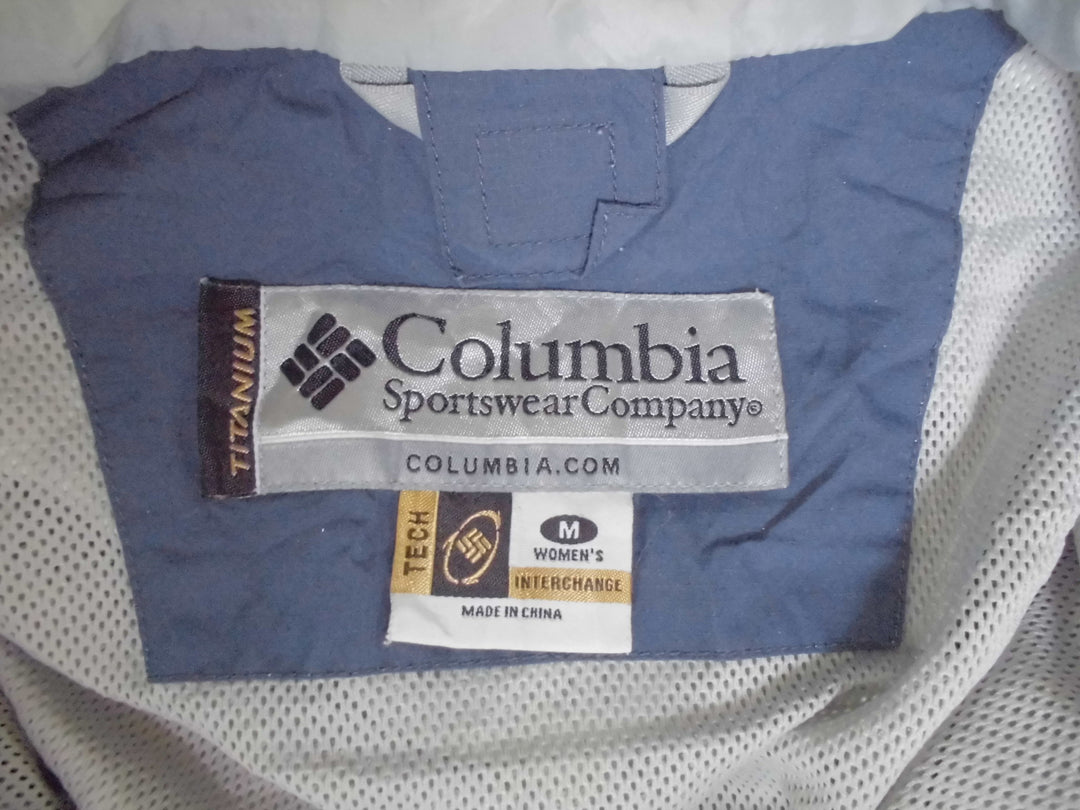 TITANIUM
Columbia
Sportswear Company®
COLUMBIA.COM
TECH
M
WOMEN'S
INTERCHANGE
MADE IN CHINA